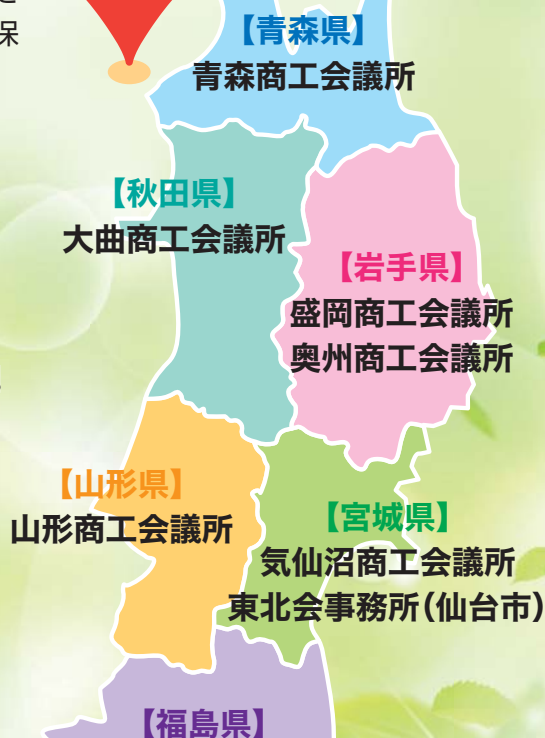 保
【青森県】
青森商工会議所
【秋田県】
大曲商工会議所
【岩手県】
盛岡商工会議所
奥州商工会議所
【山形県】
山形商工会議所
【宮城県】
気仙沼商工会議所
東北会事務所(仙台市)
【福島県】